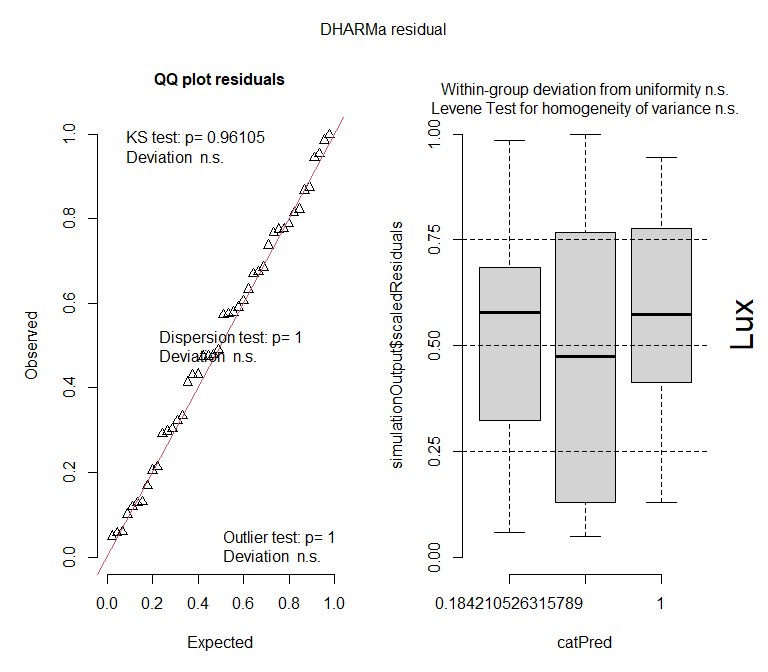 DHARMa residual
QQ plot residuals
KS test: p= 0.96105
Deviation n.s.
Dispersion test: p= 1
Deviation n.s.
Outlier test: p= 1
Deviation n.s.
Observed
0.0
0.2
0.4
0.6
0.8
1.0
0.0
0.2
0.4
0.6
0.8
1.0
Expected
Within-group deviation from uniformity n.s.
Levene Test for homogeneity of variance n.s.
simulationOutput$scaledResiduals
0.00
0.25
0.50
0.75
1.00
0.184210526315789
1
catPred
Lux